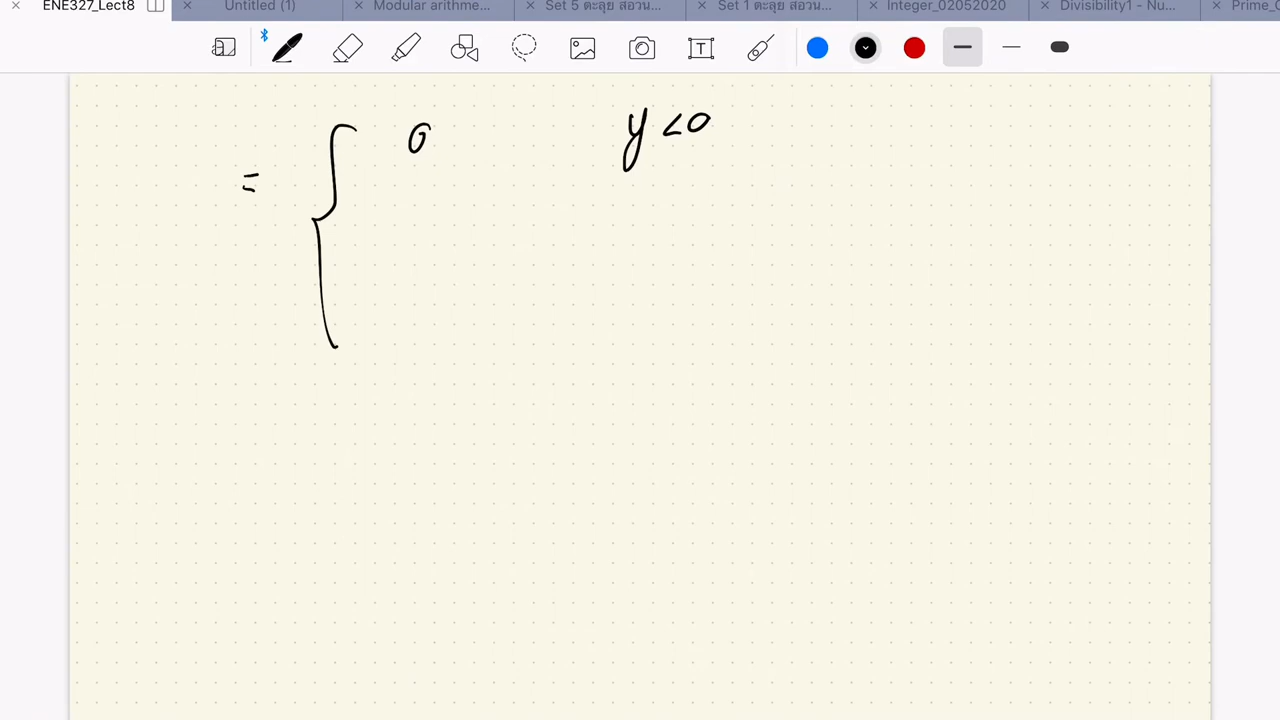 ENE327_Lect8 Untitled (1) Modular arithme... Set 5 ตะลุย สอวน... Set 1 ตะลุย สอวน... Integer_02052020 Divisibility1 - Nu... Prime_
T
= { 0 y < 0